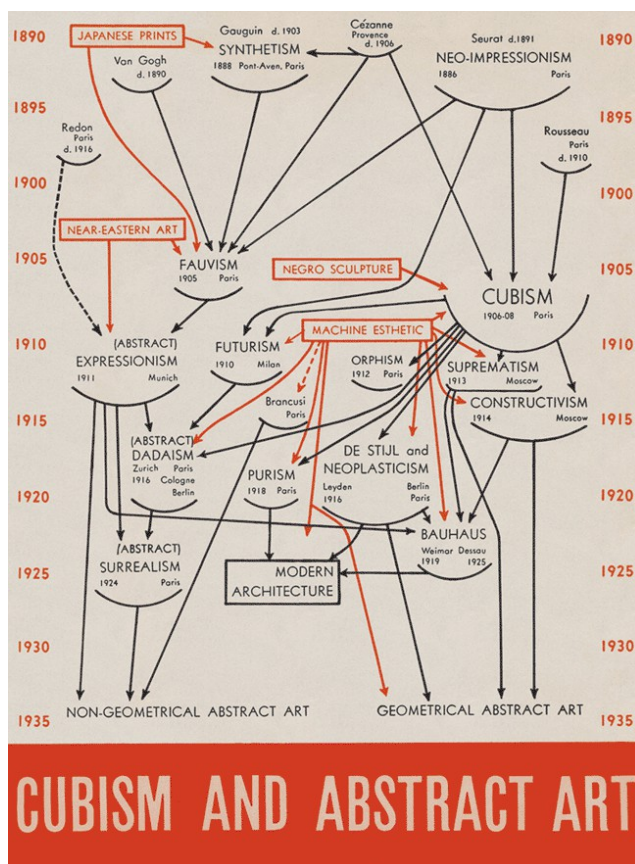 1890
JAPANESE PRINTS
Van Gogh
d. 1890
Gauguin d. 1903
SYNTHETISM
1888 Pont-Aven, Paris
Cézanne
Provence
d. 1906
Seurat d.1891
NEO-IMPRESSIONISM
1886 Paris
1890
1895
1895
Redon
Paris
d. 1916
Rousseau
Paris
d. 1910
1900
1900
NEAR-EASTERN ART
1905
FAUVISM
1905 Paris
NEGRO SCULPTURE
1905
CUBISM
1906-08 Paris
1910
(ABSTRACT)
EXPRESSIONISM
1911 Munich
FUTURISM
1910 Milan
MACHINE ESTHETIC
ORPHISM
1912 Paris
SUPREMATISM
1913 Moscow
1910
Brancusi
Paris
CONSTRUCTIVISM
1914 Moscow
1915
1915
(ABSTRACT)
DADAISM
Zurich Paris
1916 Cologne
Berlin
PURISM
1918 Paris
DE STIJL and
NEOPLASTICISM
Leyden Berlin
1916 Paris
1920
1920
(ABSTRACT)
SURREALISM
1924 Paris
BAUHAUS
Weimar Dessau
1919 1925
MODERN
ARCHITECTURE
1925
1925
1930
1930
NON-GEOMETRICAL ABSTRACT ART
GEOMETRICAL ABSTRACT ART
1935
1935
CUBISM AND ABSTRACT ART